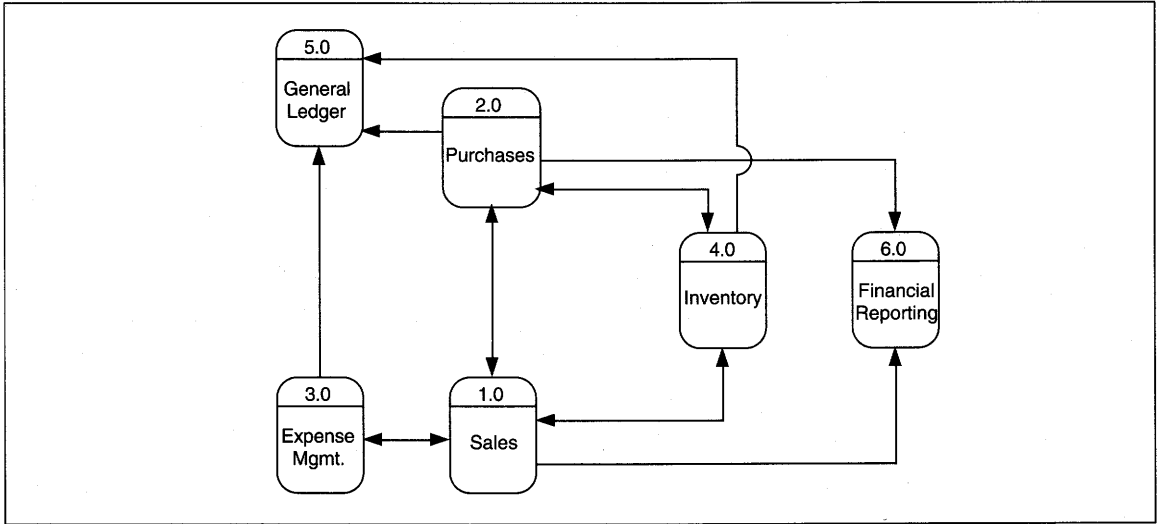 5.0
General
Ledger
2.0
Purchases
4.0
Inventory
6.0
Financial
Reporting
3.0
Expense
Mgmt.
1.0
Sales